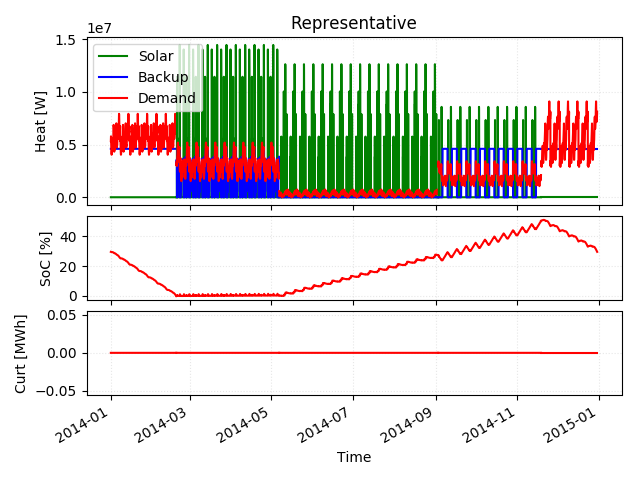 Representative
1e7
1.5
1.0
0.5
0.0
Heat [W]
Solar
Backup
Demand
40
20
0
SoC [%]
0.05
0.00
−0.05
Curt [MWh]
2014-01
2014-03
2014-05
2014-07
2014-09
2014-11
2015-01
Time